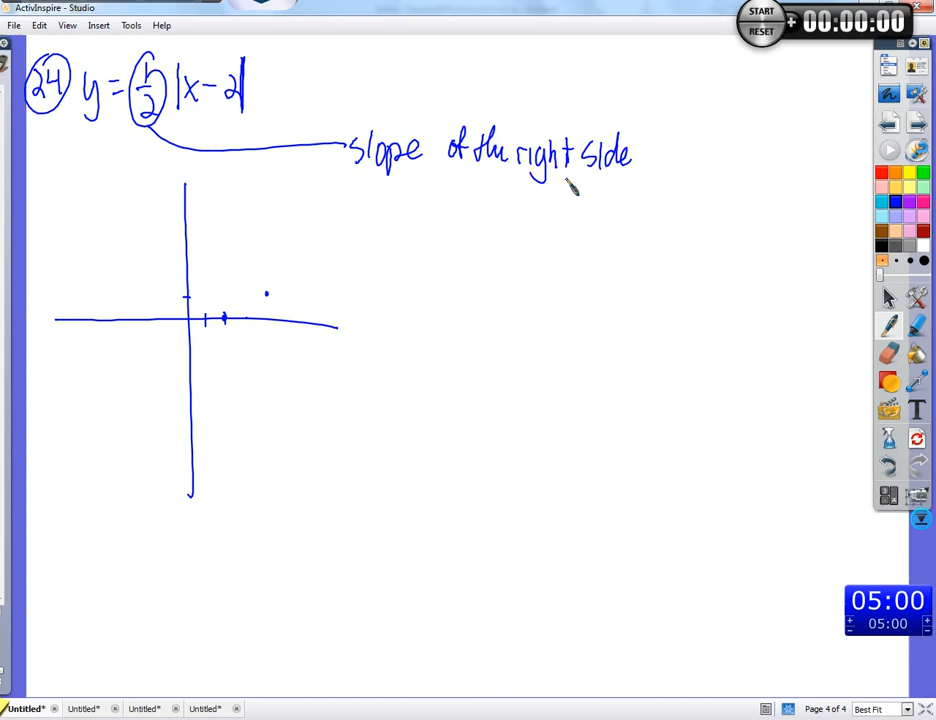 ActivInspire - Studio
START
RESET
00:00:00
File Edit View Insert Tools Help
24 y = 1/2 |x - 2|
slope of the right side
T
05:00
05:00
Untitled* Untitled* Untitled* Untitled*
Page 4 of 4 Best Fit